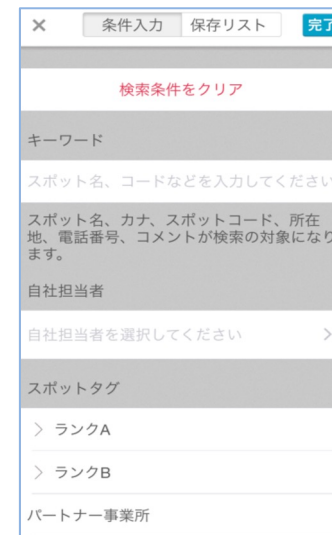 × 条件入力 保存リスト 完了
検索条件をクリア
キーワード
スポット名、コードなどを入力してください
スポット名、カナ、スポットコード、所在
地、電話番号、コメントが検索の対象になり
ます。
自社担当者
自社担当者を選択してください
スポットタグ
ランクA
ランクB
パートナー事業所